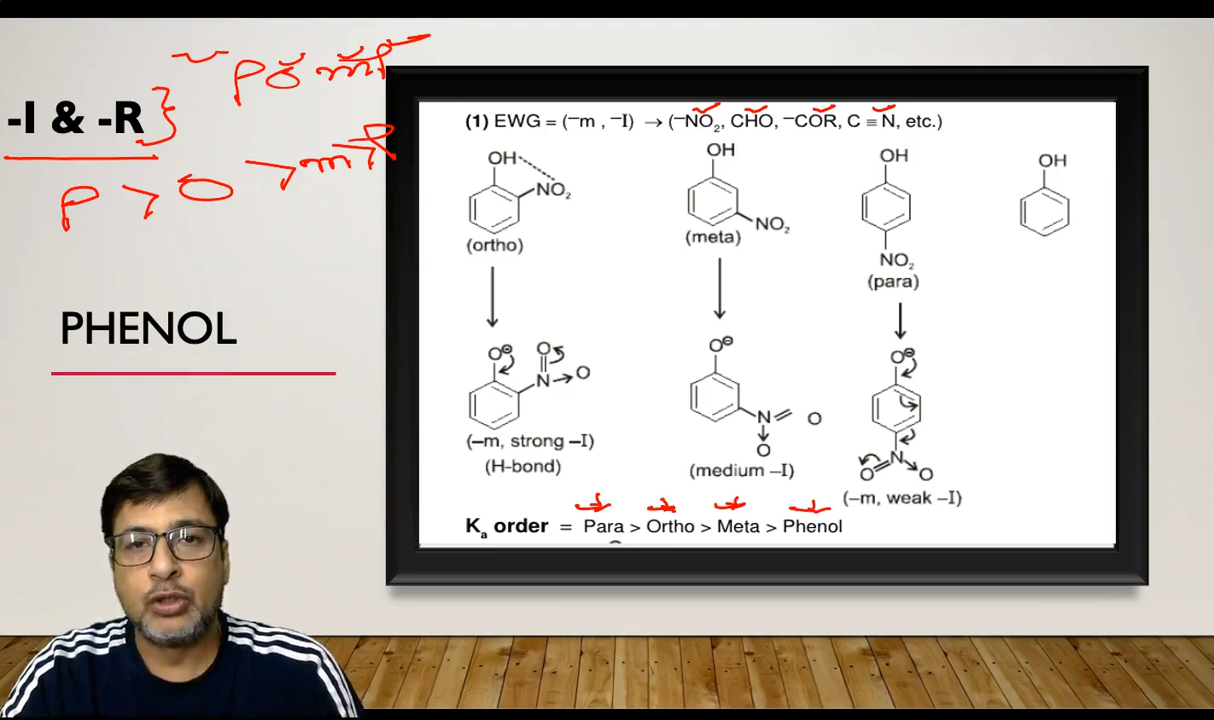 -I & -R
p o m p
p > o > m > p
PHENOL
(1) EWG = (–m , –I) → (–NO₂, CHO, –COR, C ≡ N, etc.)
OH NO₂
(ortho)
OH
NO₂
(meta)
OH
NO₂
(para)
OH
O⊖ O
N→O
(–m, strong –I)
(H-bond)
O⊖
N O
O
(medium –I)
O⊖
N
O O
(–m, weak –I)
Kₐ order = Para > Ortho > Meta > Phenol